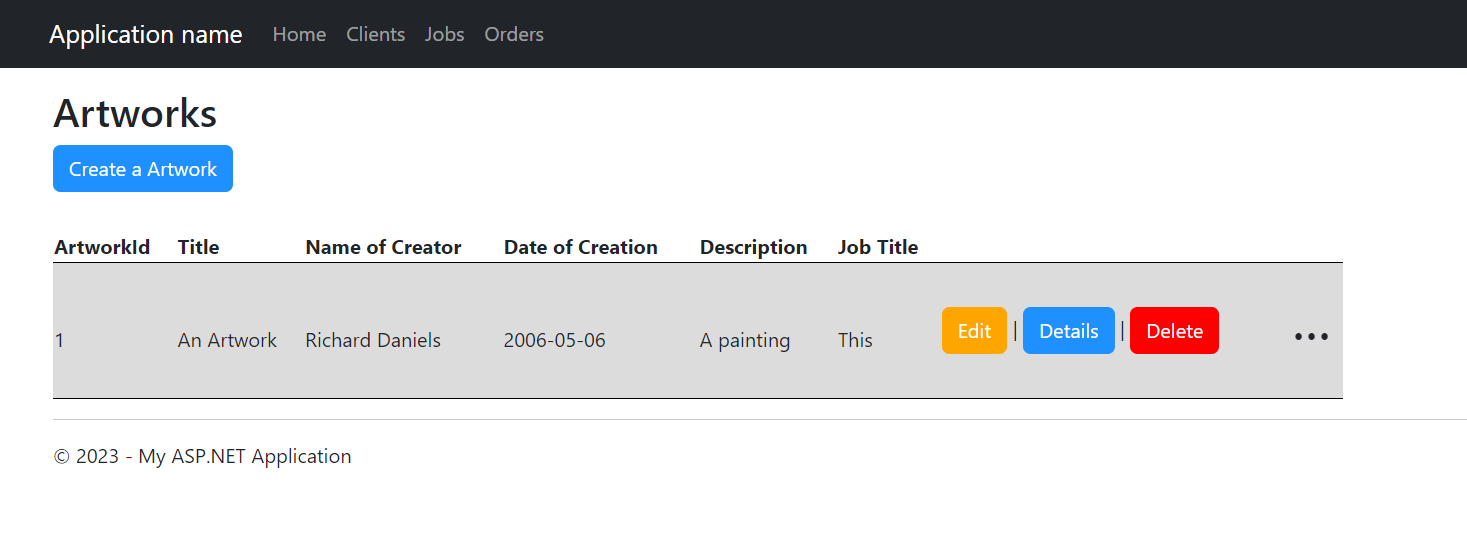 Application name Home Clients Jobs Orders
Artworks
Create a Artwork
ArtworkId Title Name of Creator Date of Creation Description Job Title
1 An Artwork Richard Daniels 2006-05-06 A painting This Edit | Details | Delete ...
© 2023 - My ASP.NET Application